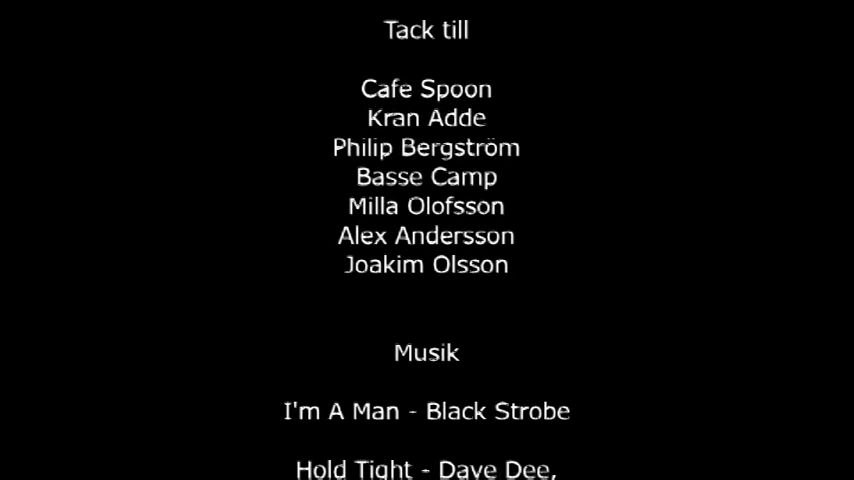 Tack till
Cafe Spoon
Kran Adde
Philip Bergström
Basse Camp
Milla Olofsson
Alex Andersson
Joakim Olsson
Musik
I'm A Man - Black Strobe
Hold Tight - Dave Dee,